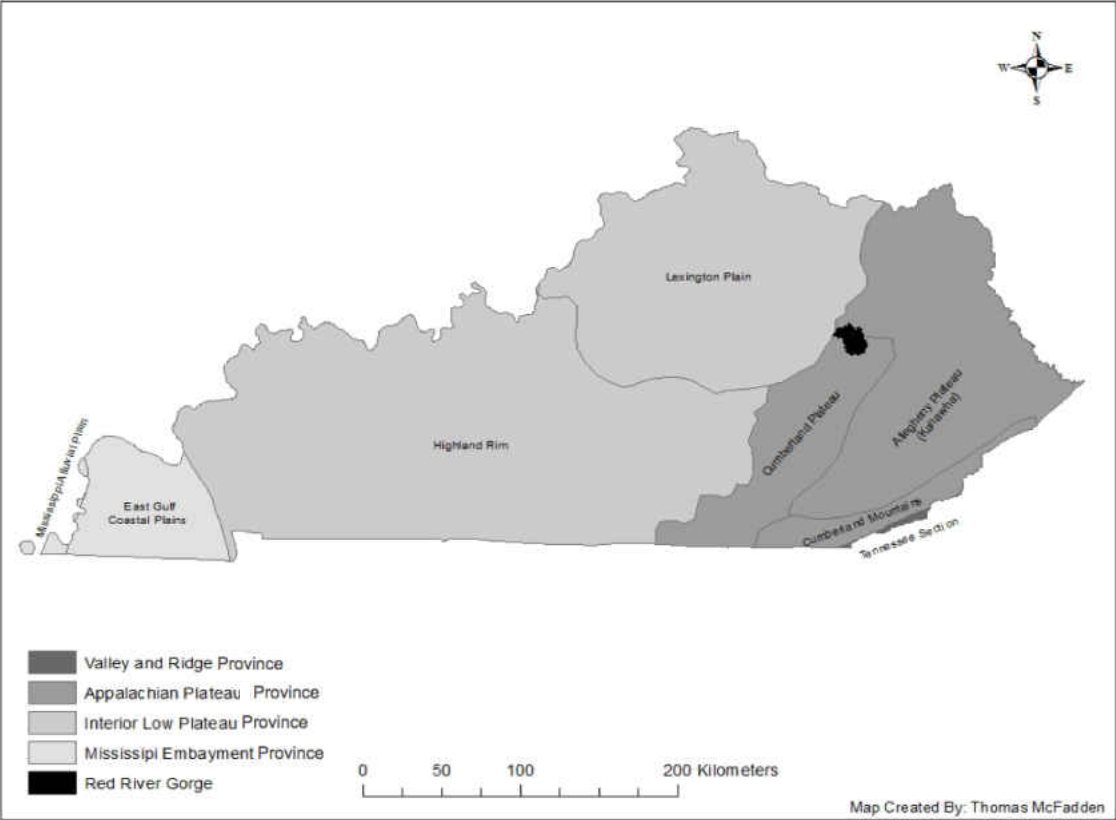 N
W E
S
Lexington Plain
Cumberland Plateau
Allegheny Plateau
(Kanawha)
Highland Rim
Mississippi Alluvial Plain
East Gulf
Coastal Plains
Cumberland Mountains
Tennessee Section
Valley and Ridge Province
Appalachian Plateau Province
Interior Low Plateau Province
Mississipi Embayment Province
Red River Gorge
0 50 100 200 Kilometers
Map Created By: Thomas McFadden